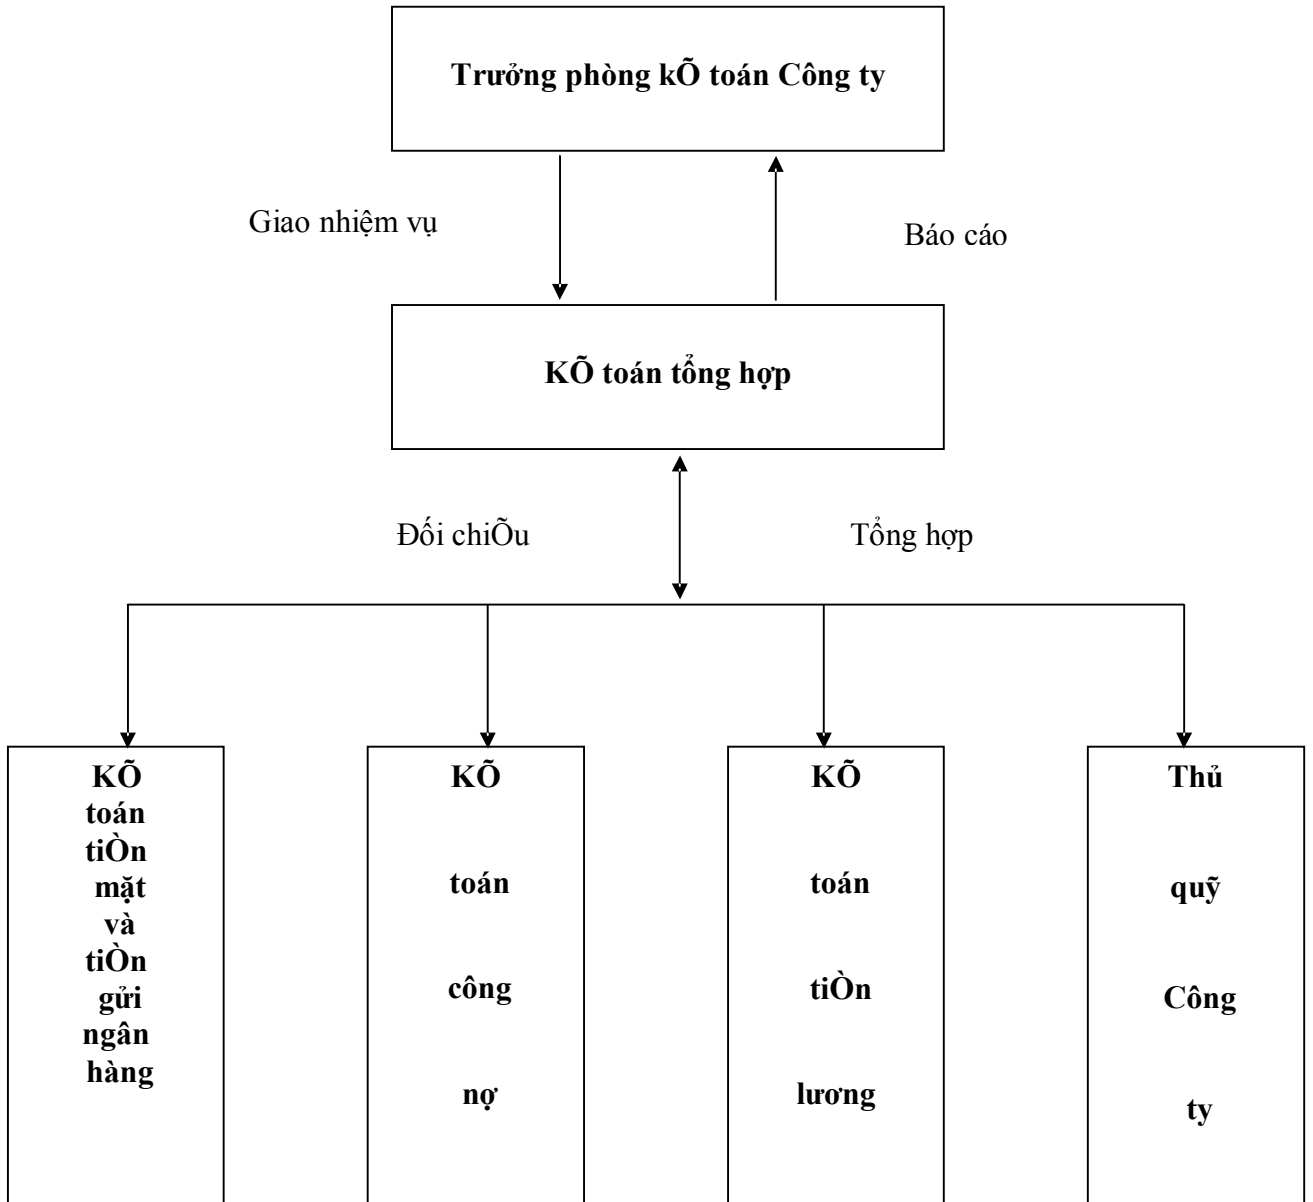 Trưởng phòng kÕ toán Công ty
Giao nhiệm vụ
Báo cáo
KÕ toán tổng hợp
Đối chiÕu
Tổng hợp
KÕ
toán
tiÒn
mặt
và
tiÒn
gửi
ngân
hàng
KÕ
toán
công
nợ
KÕ
toán
tiÒn
lương
Thủ
quỹ
Công
ty